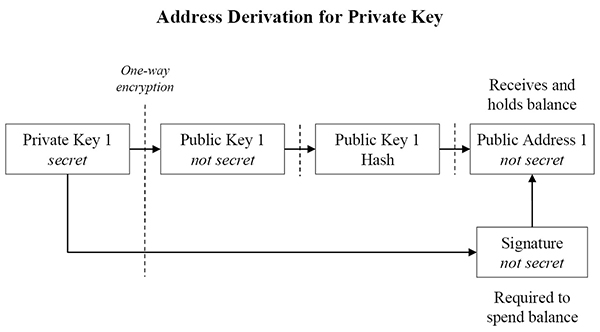 Address Derivation for Private Key
One-way
encryption
Receives and
holds balance
Private Key 1
secret
Public Key 1
not secret
Public Key 1
Hash
Public Address 1
not secret
Signature
not secret
Required to
spend balance